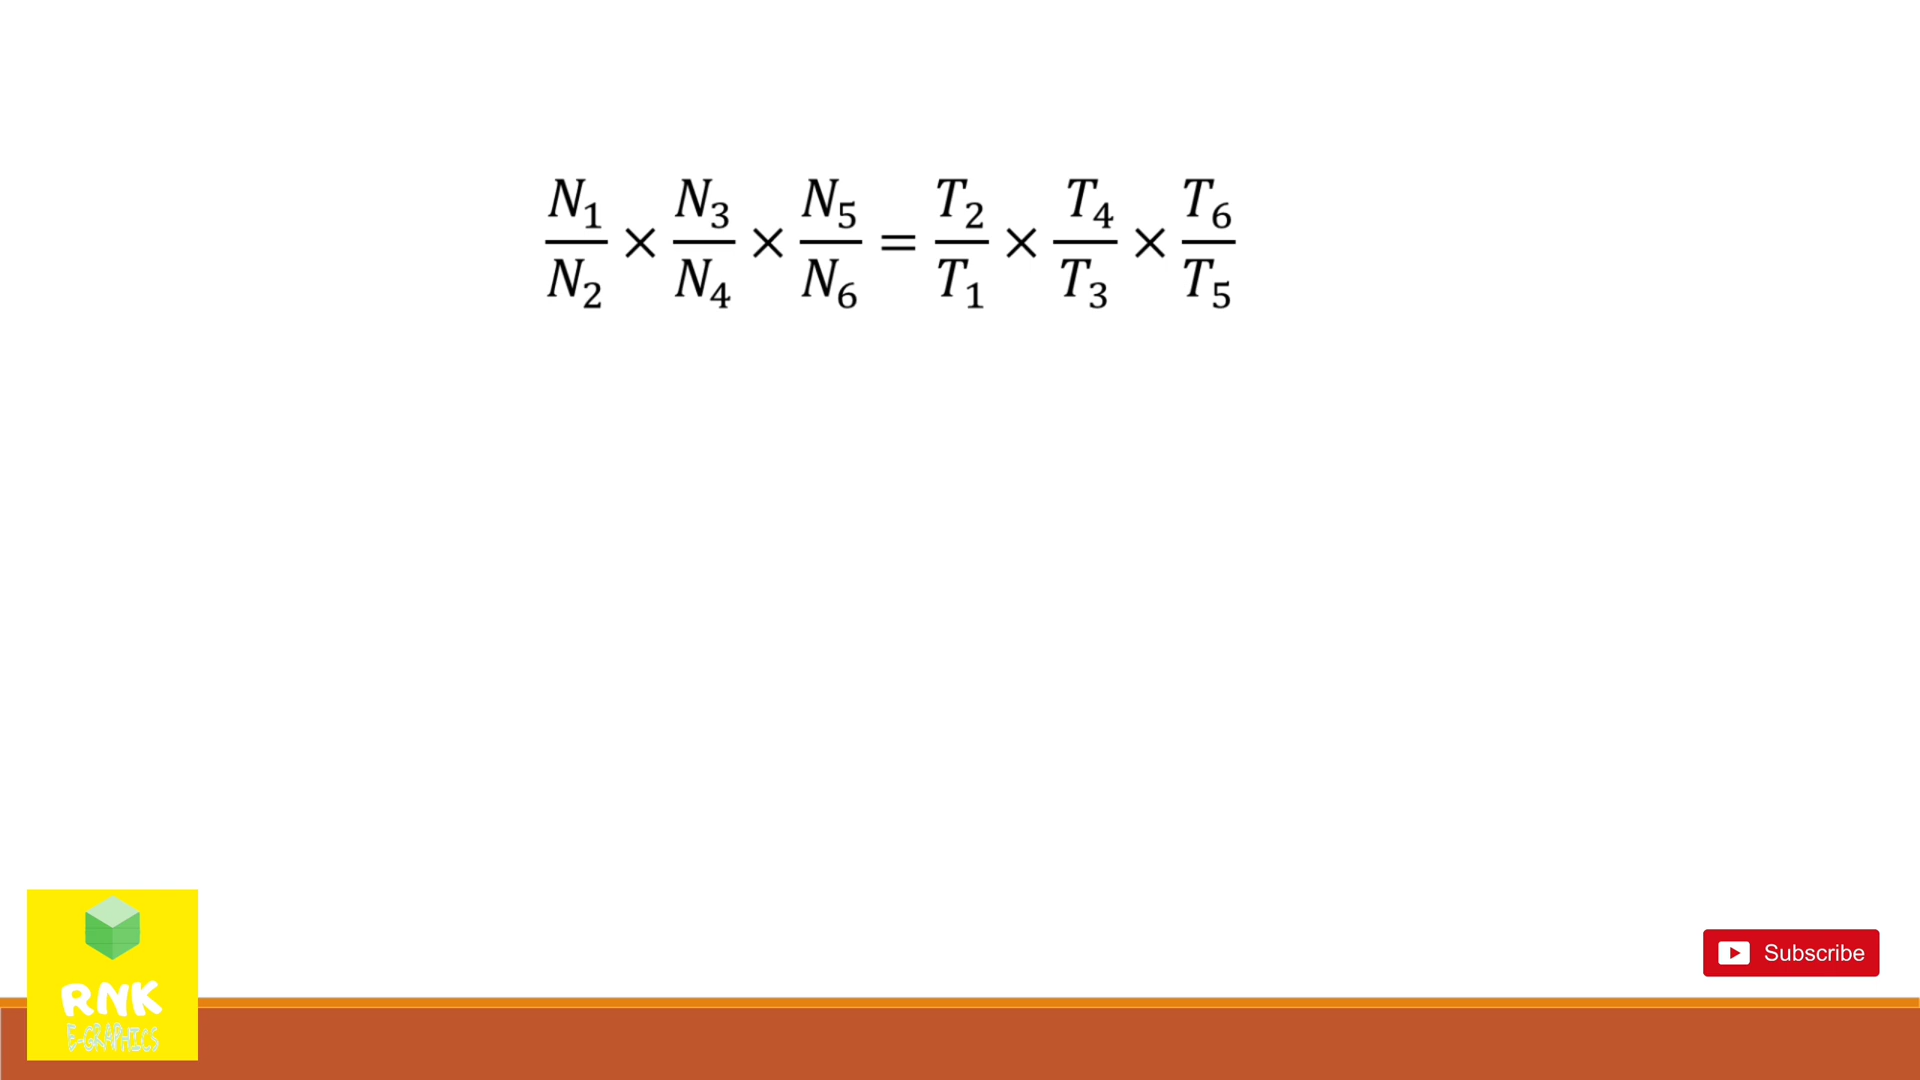 N₁/N₂ × N₃/N₄ × N₅/N₆ = T₂/T₁ × T₄/T₃ × T₆/T₅
Subscribe
RNK
E-GRAPHICS